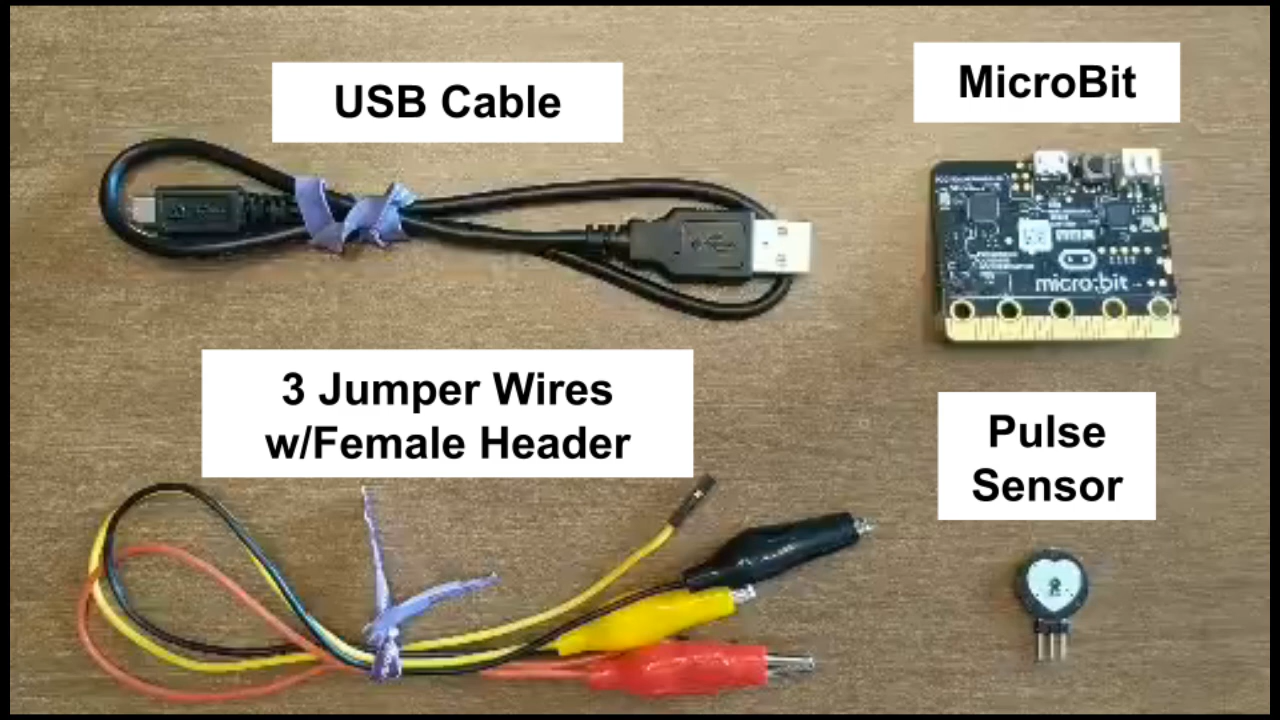 USB Cable
MicroBit
micro:bit
3 Jumper Wires
w/Female Header
Pulse
Sensor